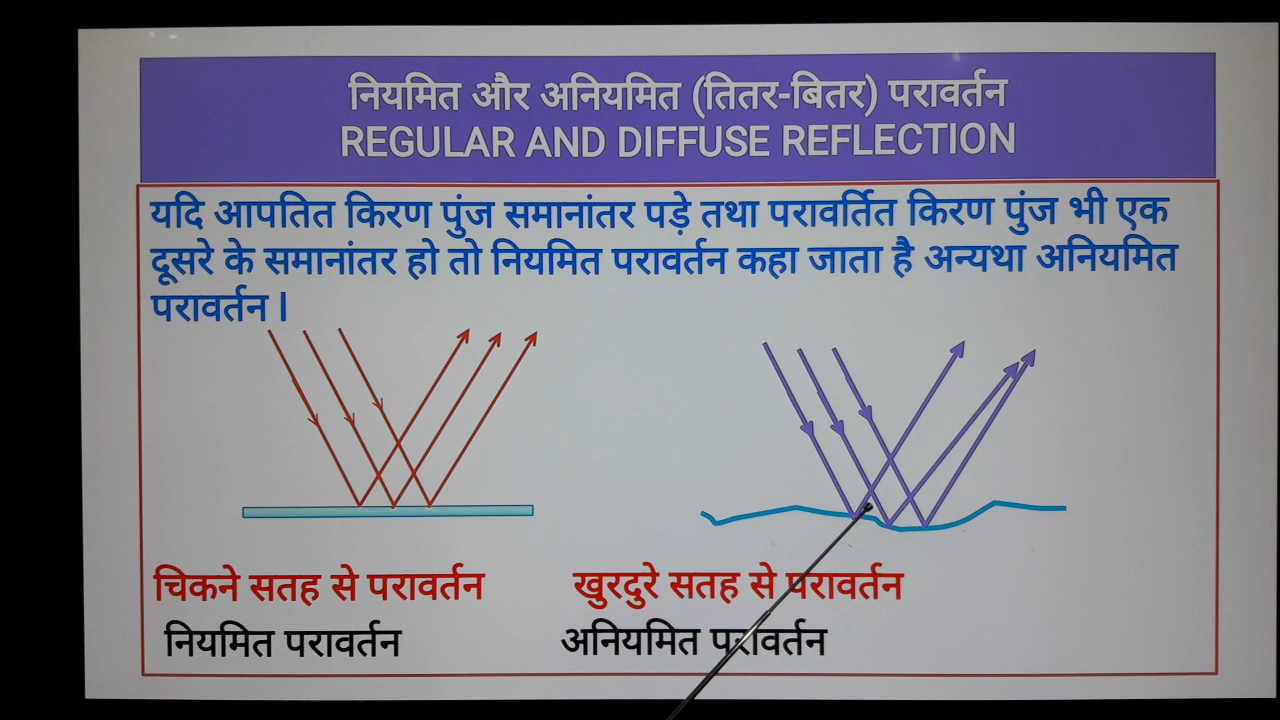 नियमित और अनियमित (तितर-बितर) परावर्तन
REGULAR AND DIFFUSE REFLECTION
यदि आपतित किरण पुंज समानांतर पड़े तथा परावर्तित किरण पुंज भी एक
दूसरे के समानांतर हो तो नियमित परावर्तन कहा जाता है अन्यथा अनियमित
परावर्तन I
चिकने सतह से परावर्तन
खुरदुरे सतह से परावर्तन
नियमित परावर्तन
अनियमित परावर्तन